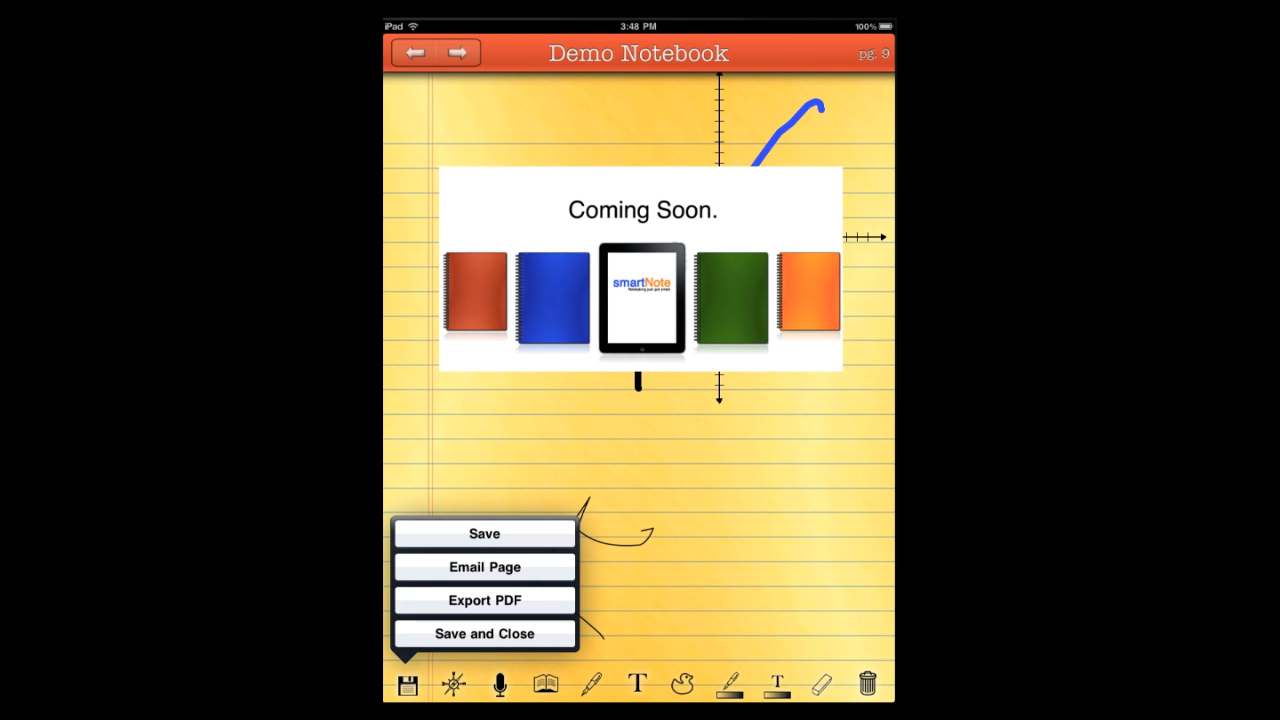 iPad 3:48 PM 100%
Demo Notebook pg. 9
Coming Soon.
smartNote
Save
Email Page
Export PDF
Save and Close
T T